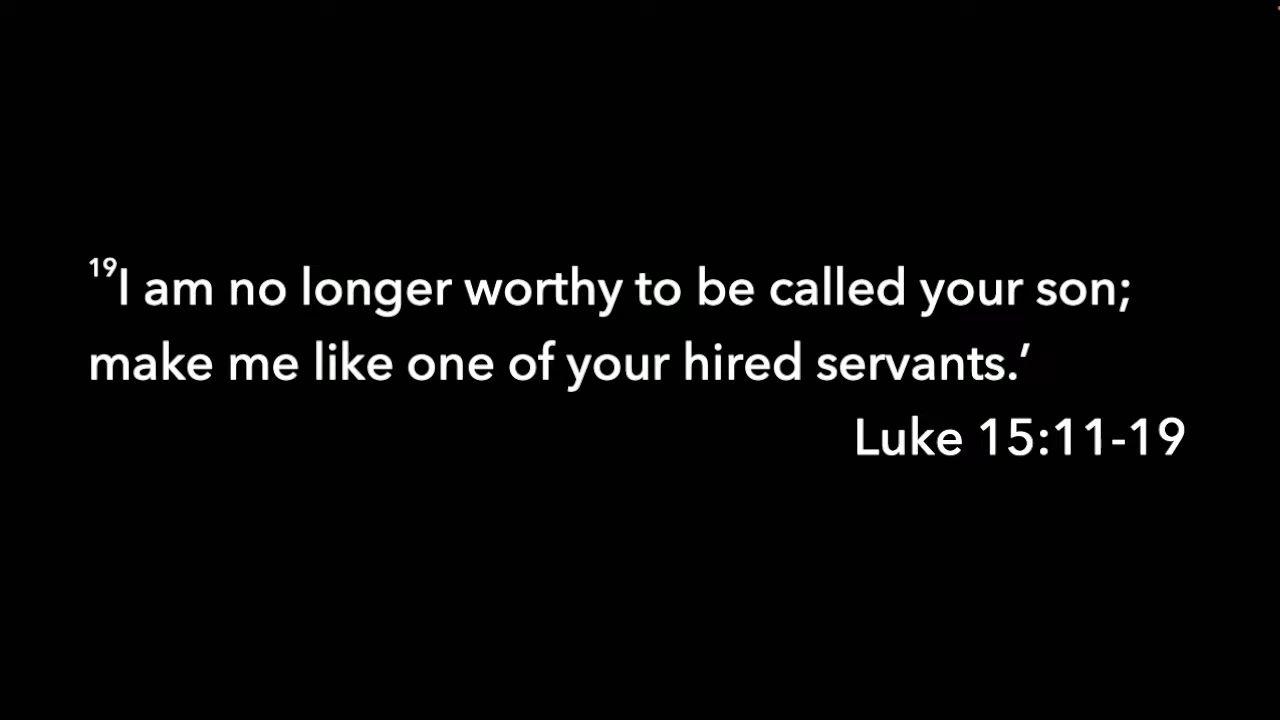 ¹⁹I am no longer worthy to be called your son;
make me like one of your hired servants.’
Luke 15:11-19